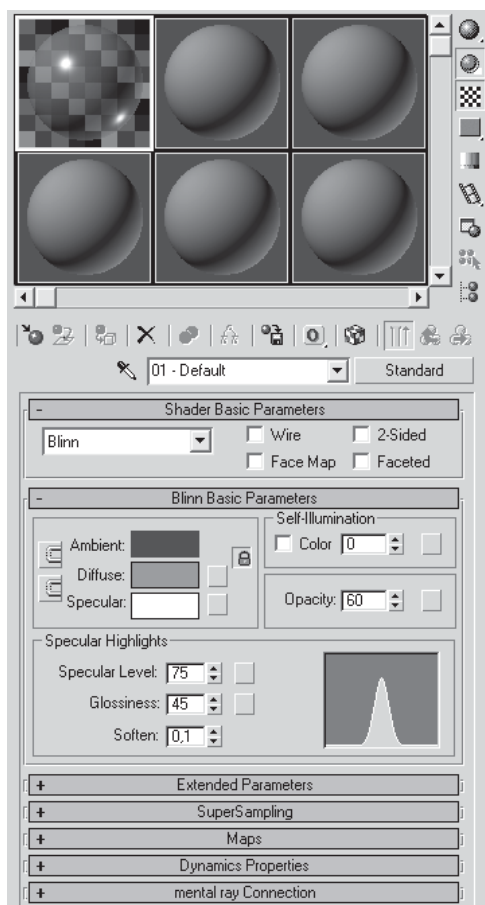 01 - Default
Standard
- Shader Basic Parameters
Blinn
Wire
2-Sided
Face Map
Faceted
- Blinn Basic Parameters
Ambient:
Diffuse:
Specular:
Self-Illumination
Color 0
Opacity: 60
Specular Highlights
Specular Level: 75
Glossiness: 45
Soften: 0,1
+ Extended Parameters
+ SuperSampling
+ Maps
+ Dynamics Properties
+ mental ray Connection